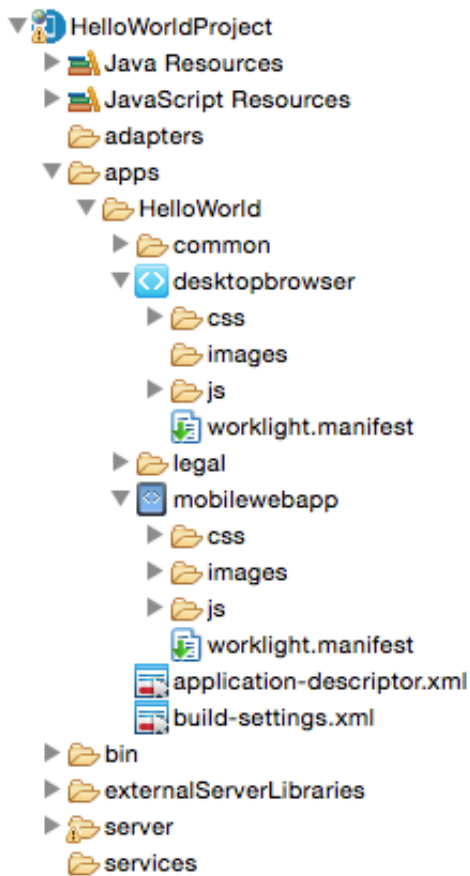 HelloWorldProject
Java Resources
JavaScript Resources
adapters
apps
HelloWorld
common
desktopbrowser
css
images
js
worklight.manifest
legal
mobilewebapp
css
images
js
worklight.manifest
application-descriptor.xml
build-settings.xml
bin
externalServerLibraries
server
services